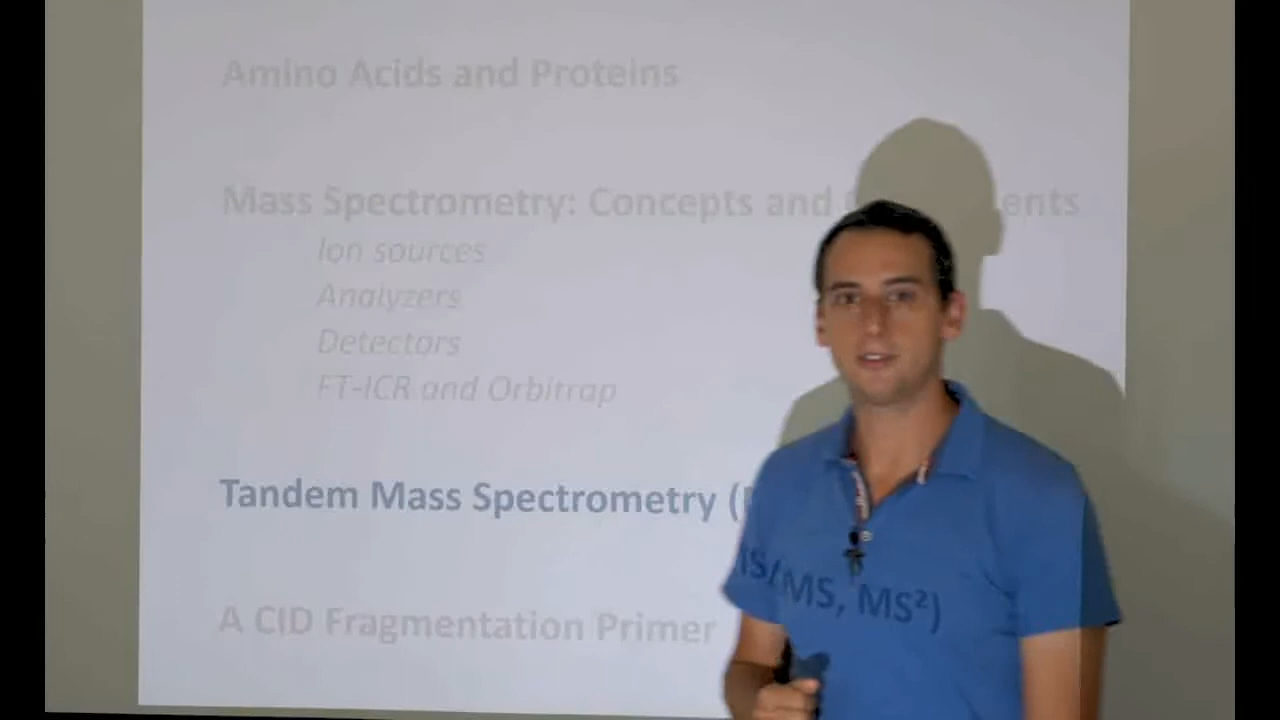 Amino Acids and Proteins
Mass Spectrometry: Concepts and ents
Ion sources
Analyzers
Detectors
FT-ICR and Orbitrap
Tandem Mass Spectrometry (MS/MS, MS²)
A CID Fragmentation Primer